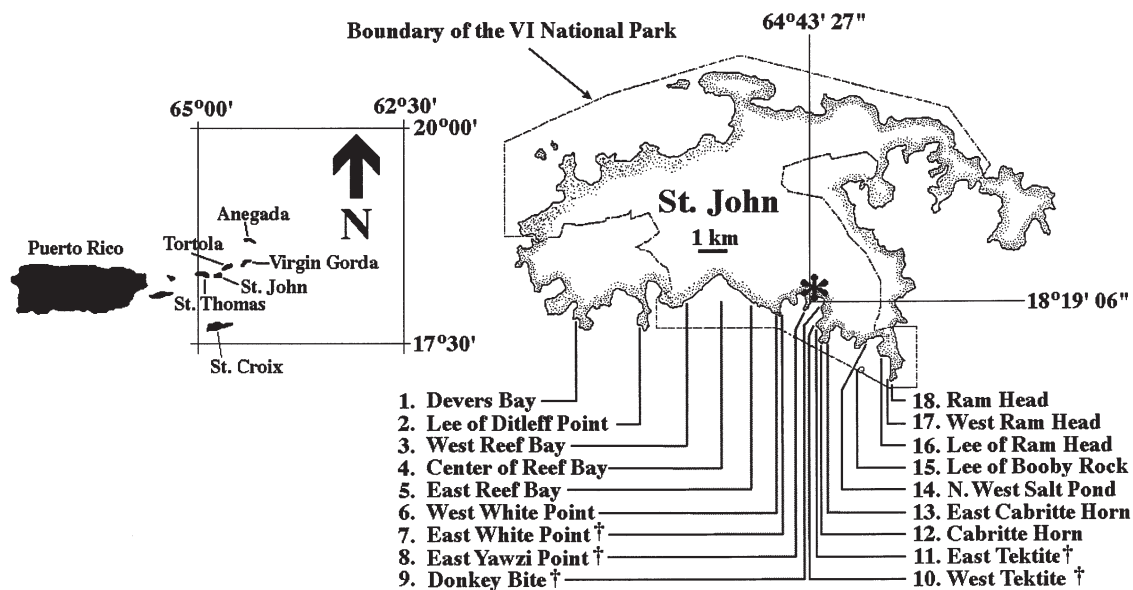 64°43' 27"
Boundary of the VI National Park
65°00'
62°30'
20°00'
N
Anegada
Puerto Rico
Tortola
Virgin Gorda
St. John
St. Thomas
St. Croix
17°30'
St. John
1 km
*
18°19' 06"
1. Devers Bay
2. Lee of Ditleff Point
3. West Reef Bay
4. Center of Reef Bay
5. East Reef Bay
6. West White Point
7. East White Point †
8. East Yawzi Point †
9. Donkey Bite †
18. Ram Head
17. West Ram Head
16. Lee of Ram Head
15. Lee of Booby Rock
14. N. West Salt Pond
13. East Cabritte Horn
12. Cabritte Horn
11. East Tektite †
10. West Tektite †